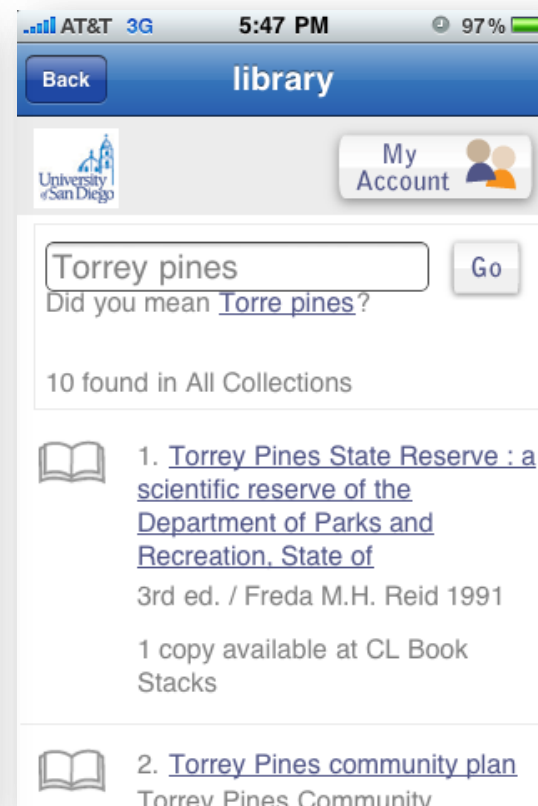 AT&T 3G 5:47 PM 97%
Back library
University
of San Diego
My
Account
Torrey pines
Go
Did you mean Torre pines?
10 found in All Collections
1. Torrey Pines State Reserve : a
scientific reserve of the
Department of Parks and
Recreation, State of
3rd ed. / Freda M.H. Reid 1991
1 copy available at CL Book
Stacks
2. Torrey Pines community plan
Torrey Pines Community